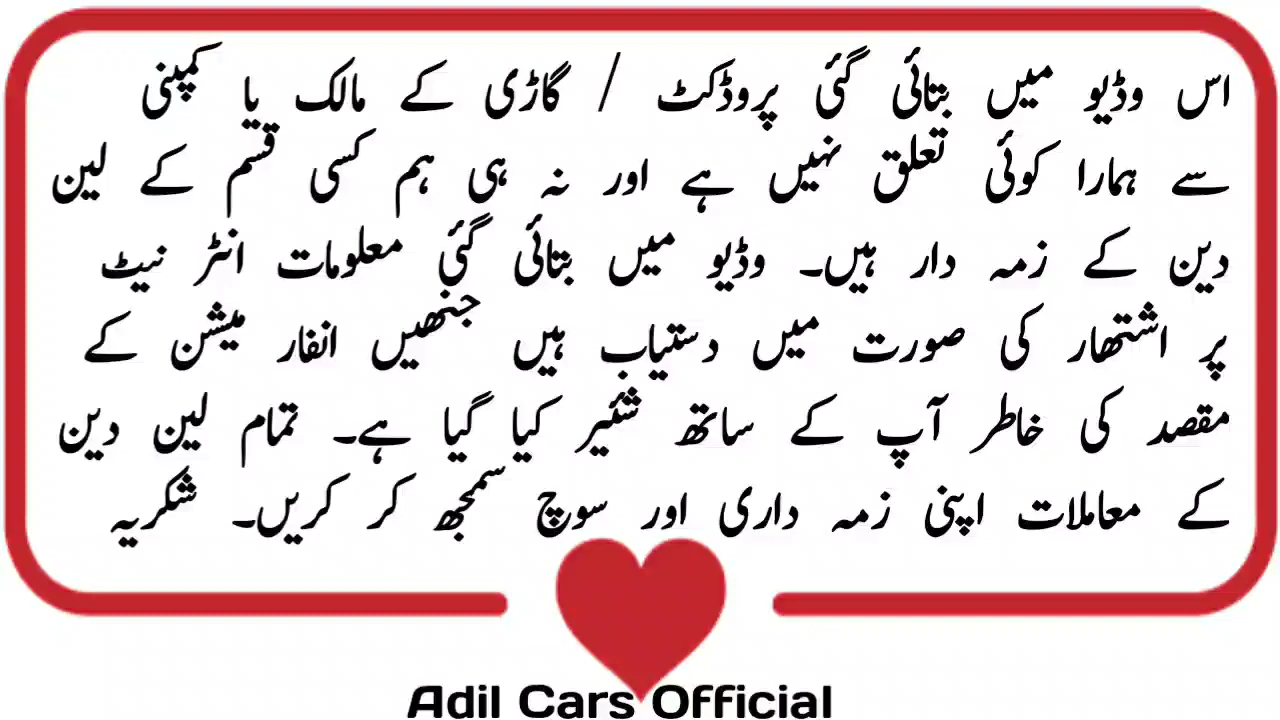 اس وڈیو میں بتائی گئی پروڈکٹ / گاڑی کے مالک یا کمپنی
سے ہمارا کوئی تعلق نہیں ہے اور نہ ہی ہم کسی قسم کے لین
دین کے زمہ دار ہیں۔ وڈیو میں بتائی گئی معلومات انٹر نیٹ
پر اشتھار کی صورت میں دستیاب ہیں جنھیں انفار میشن کے
مقصد کی خاطر آپ کے ساتھ شئیر کیا گیا ہے۔ تمام لین دین
کے معاملات اپنی زمہ داری اور سوچ سمجھ کر کریں۔ شکریہ
Adil Cars Official